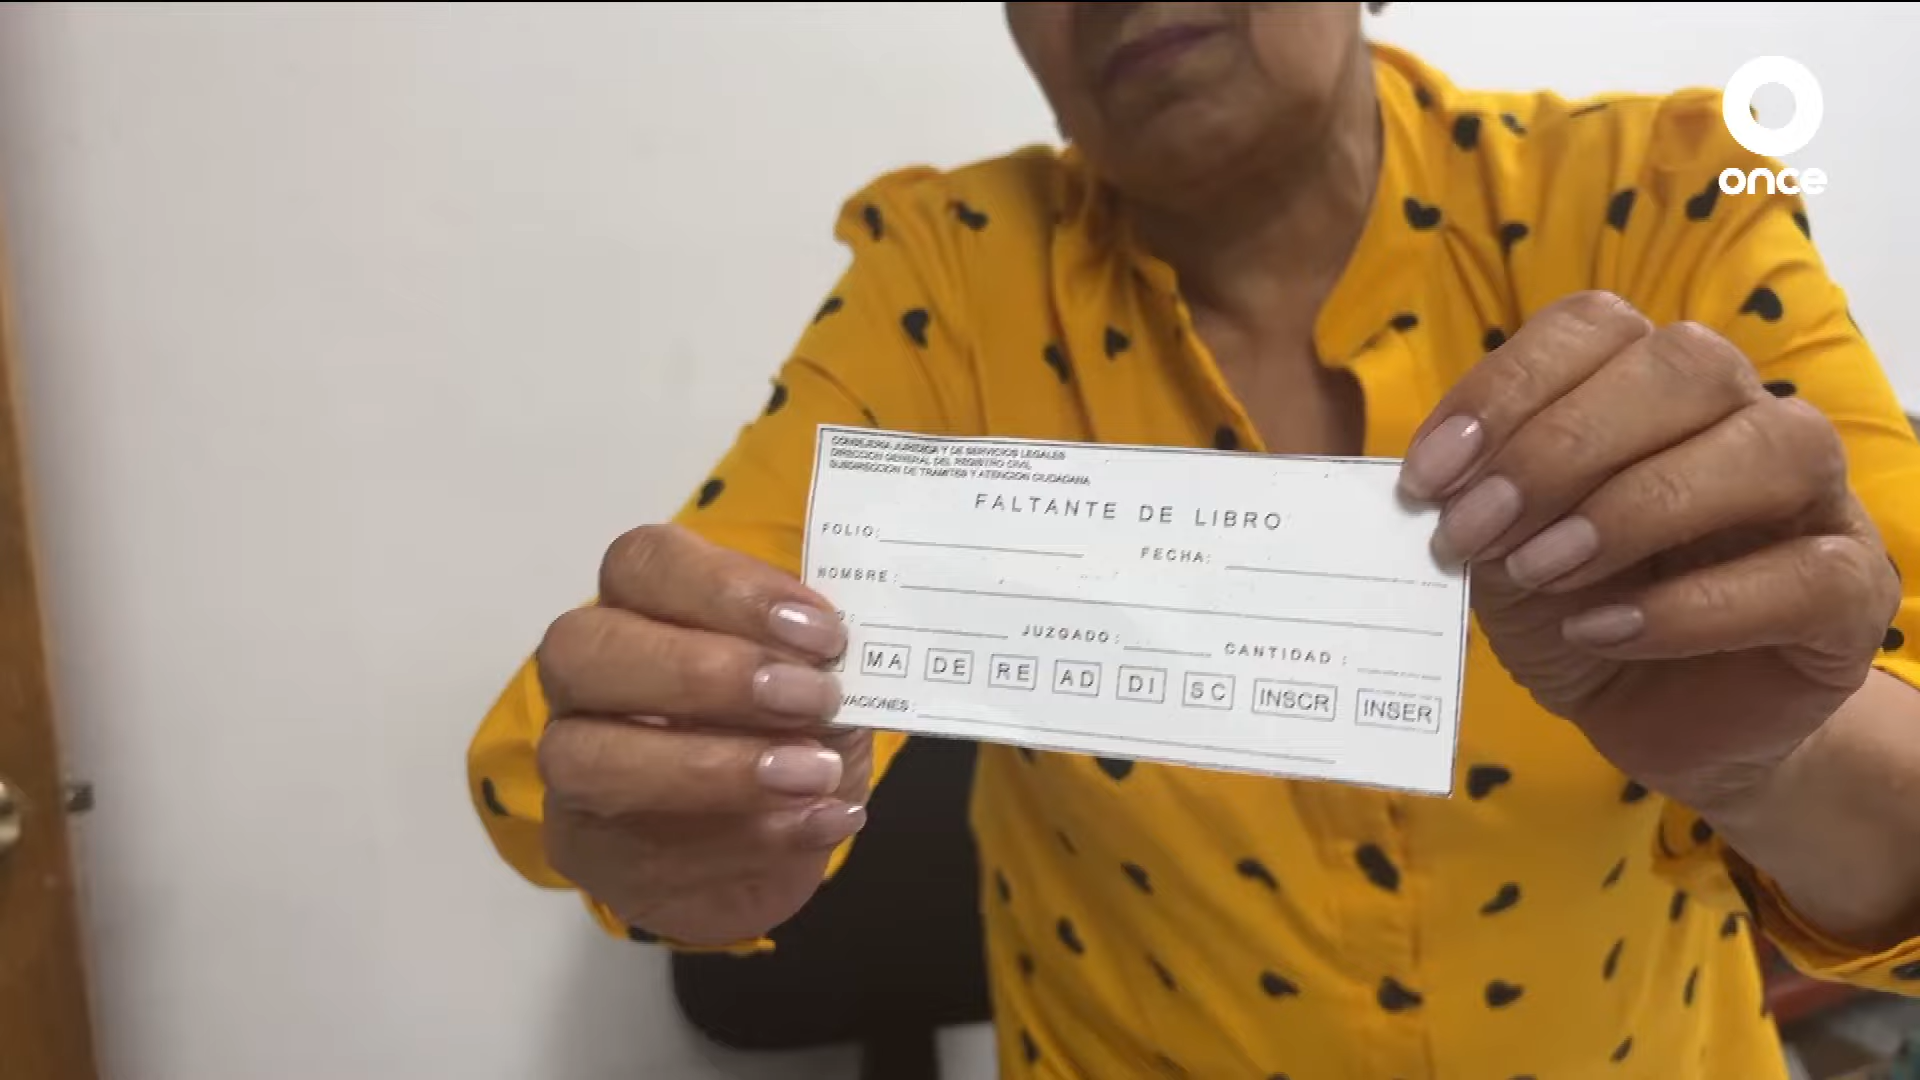 once
CONSEJERIA JURIDICA Y DE SERVICIOS LEGALES
DIRECCION GENERAL DEL REGISTRO CIVIL
SUBDIRECCION DE TRAMITES Y ATENCION CIUDADANA
FALTANTE DE LIBRO
FOLIO: FECHA:
NOMBRE:
O: JUZGADO: CANTIDAD:
MA DE RE AD DI SC INSCR INSER
VACIONES: